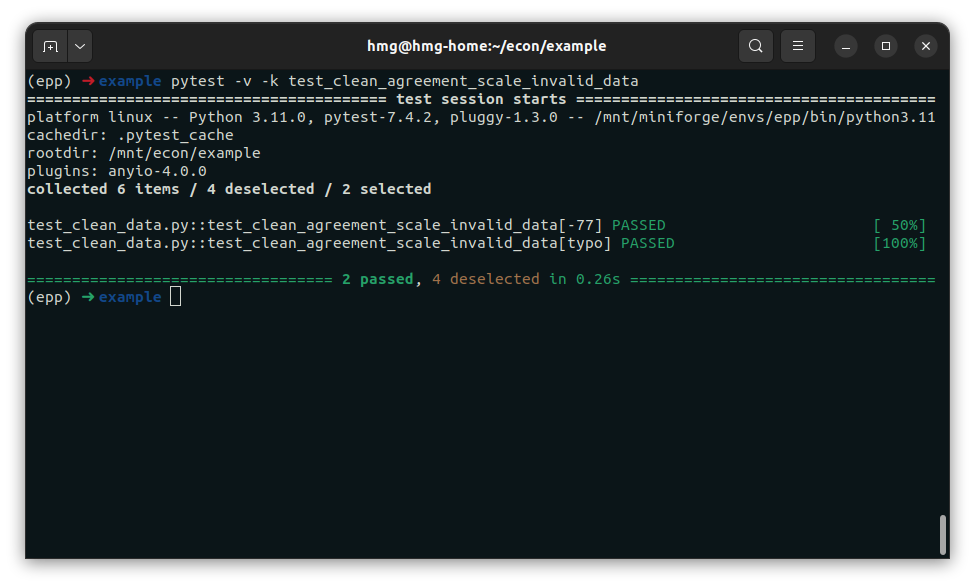 hmg@hmg-home:~/econ/example
(epp) ➜ example pytest -v -k test_clean_agreement_scale_invalid_data
======================================== test session starts ========================================
platform linux -- Python 3.11.0, pytest-7.4.2, pluggy-1.3.0 -- /mnt/miniforge/envs/epp/bin/python3.11
cachedir: .pytest_cache
rootdir: /mnt/econ/example
plugins: anyio-4.0.0
collected 6 items / 4 deselected / 2 selected
test_clean_data.py::test_clean_agreement_scale_invalid_data[-77] PASSED [ 50%]
test_clean_data.py::test_clean_agreement_scale_invalid_data[typo] PASSED [100%]
================================== 2 passed, 4 deselected in 0.26s ==================================
(epp) ➜ example